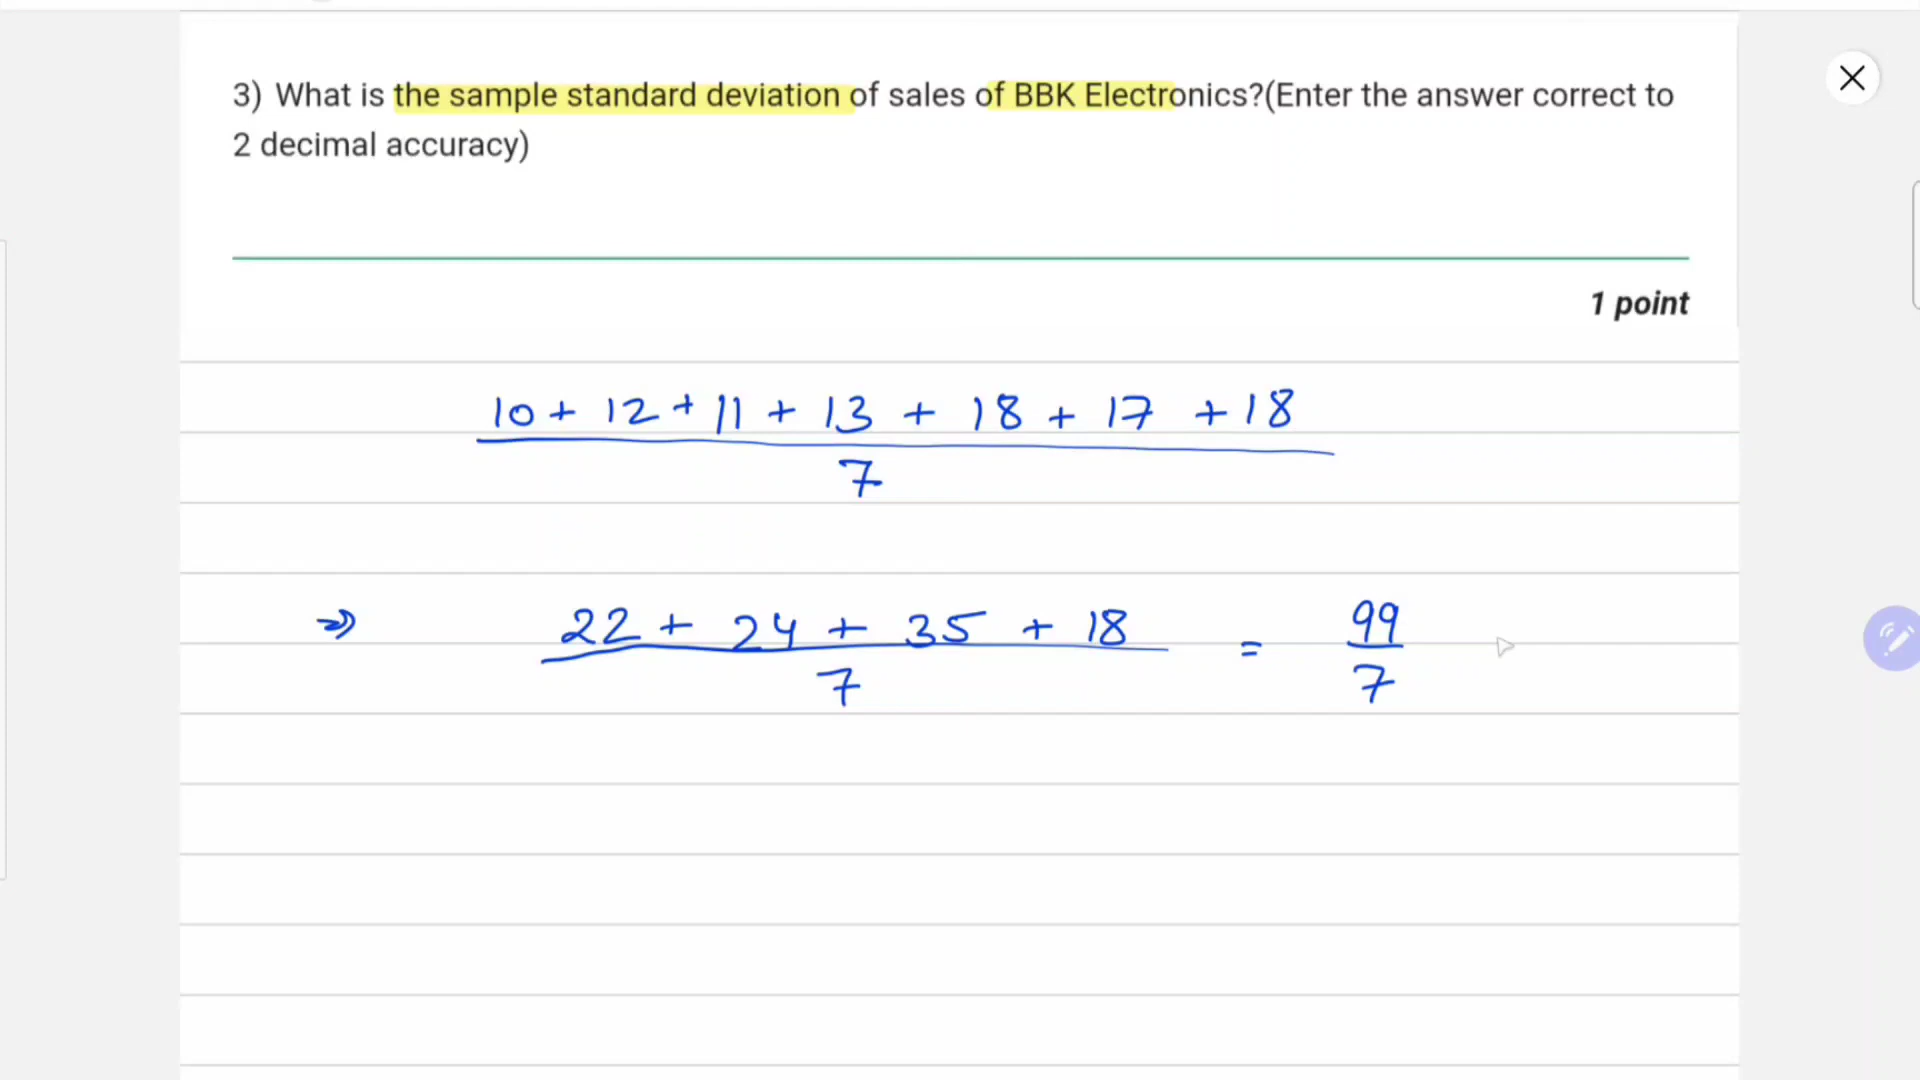 3) What is the sample standard deviation of sales of BBK Electronics?(Enter the answer correct to
2 decimal accuracy)
1 point
10 + 12 + 11 + 13 + 18 + 17 + 18
7
⇒ 22 + 24 + 35 + 18 = 99
7 7